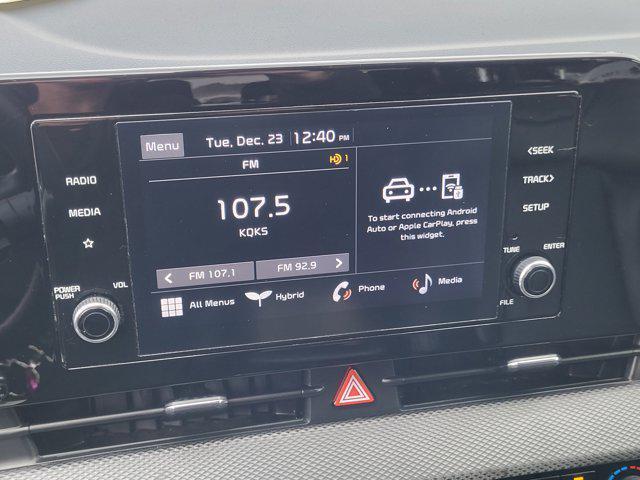 Menu
Tue, Dec. 23 12:40 PM
FM
HD 1
107.5
KQKS
FM 107.1
FM 92.9
To start connecting Android
Auto or Apple CarPlay, press
this widget.
All Menus
Hybrid
Phone
Media
RADIO
MEDIA
POWER
PUSH
VOL
<SEEK
TRACK>
SETUP
TUNE
ENTER
FILE